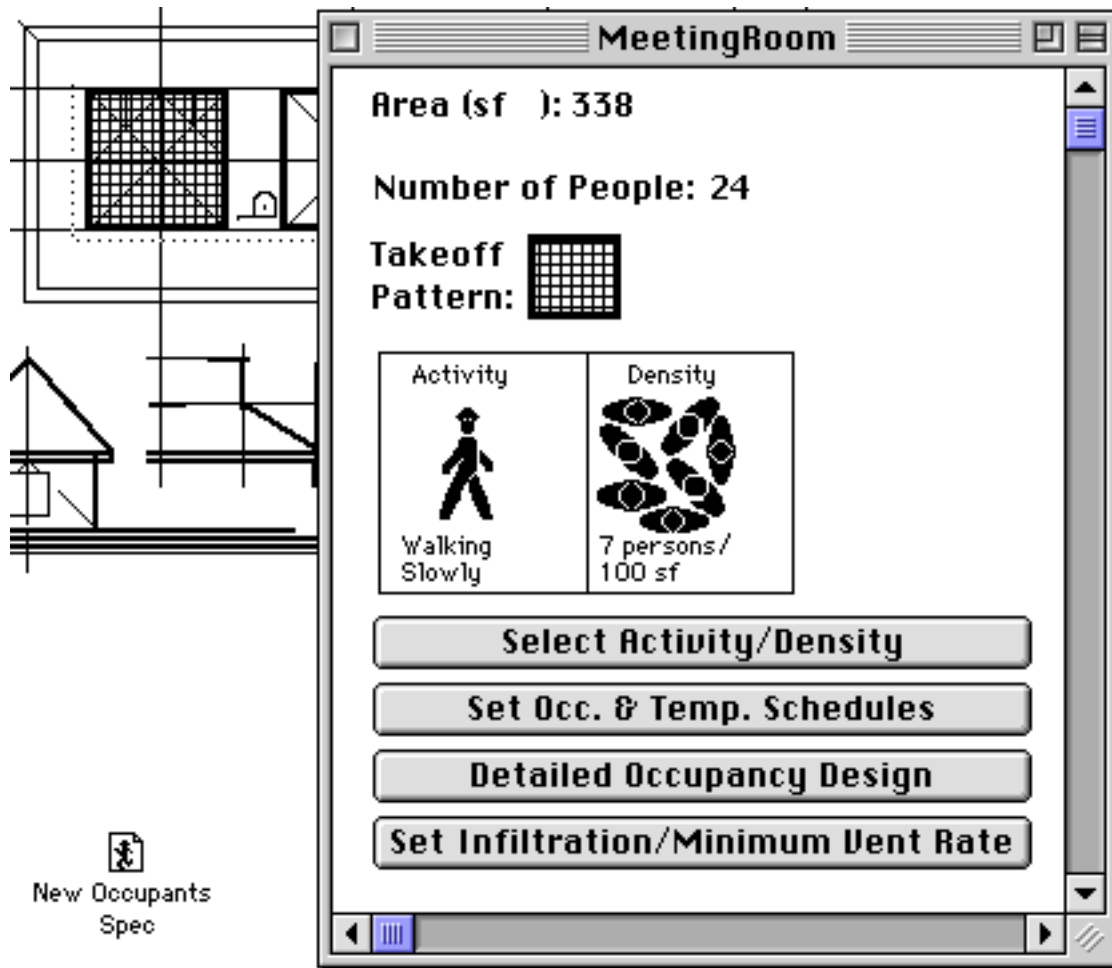 MeetingRoom
Area (sf ): 338
Number of People: 24
Takeoff
Pattern:
Activity
Density
Walking
Slowly
7 persons/
100 sf
Select Activity/Density
Set Occ. & Temp. Schedules
Detailed Occupancy Design
Set Infiltration/Minimum Vent Rate
New Occupants
Spec